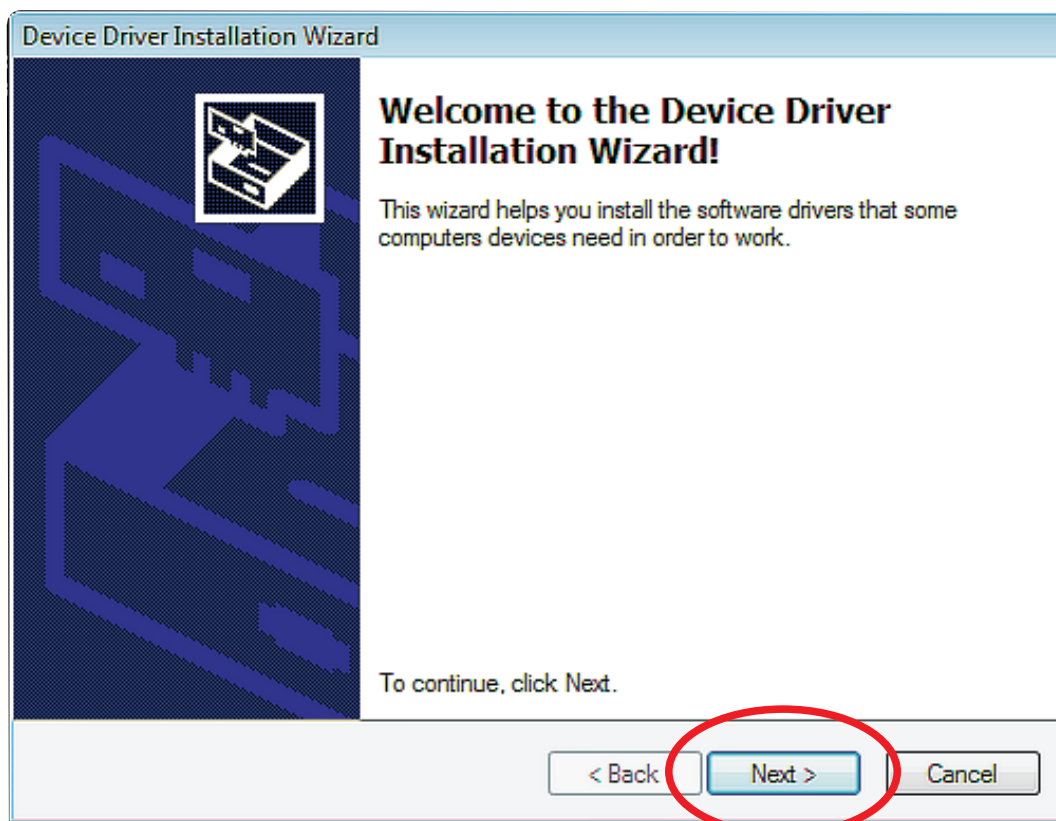 Device Driver Installation Wizard
Welcome to the Device Driver
Installation Wizard!
This wizard helps you install the software drivers that some
computers devices need in order to work.
To continue, click Next.
< Back
Next >
Cancel